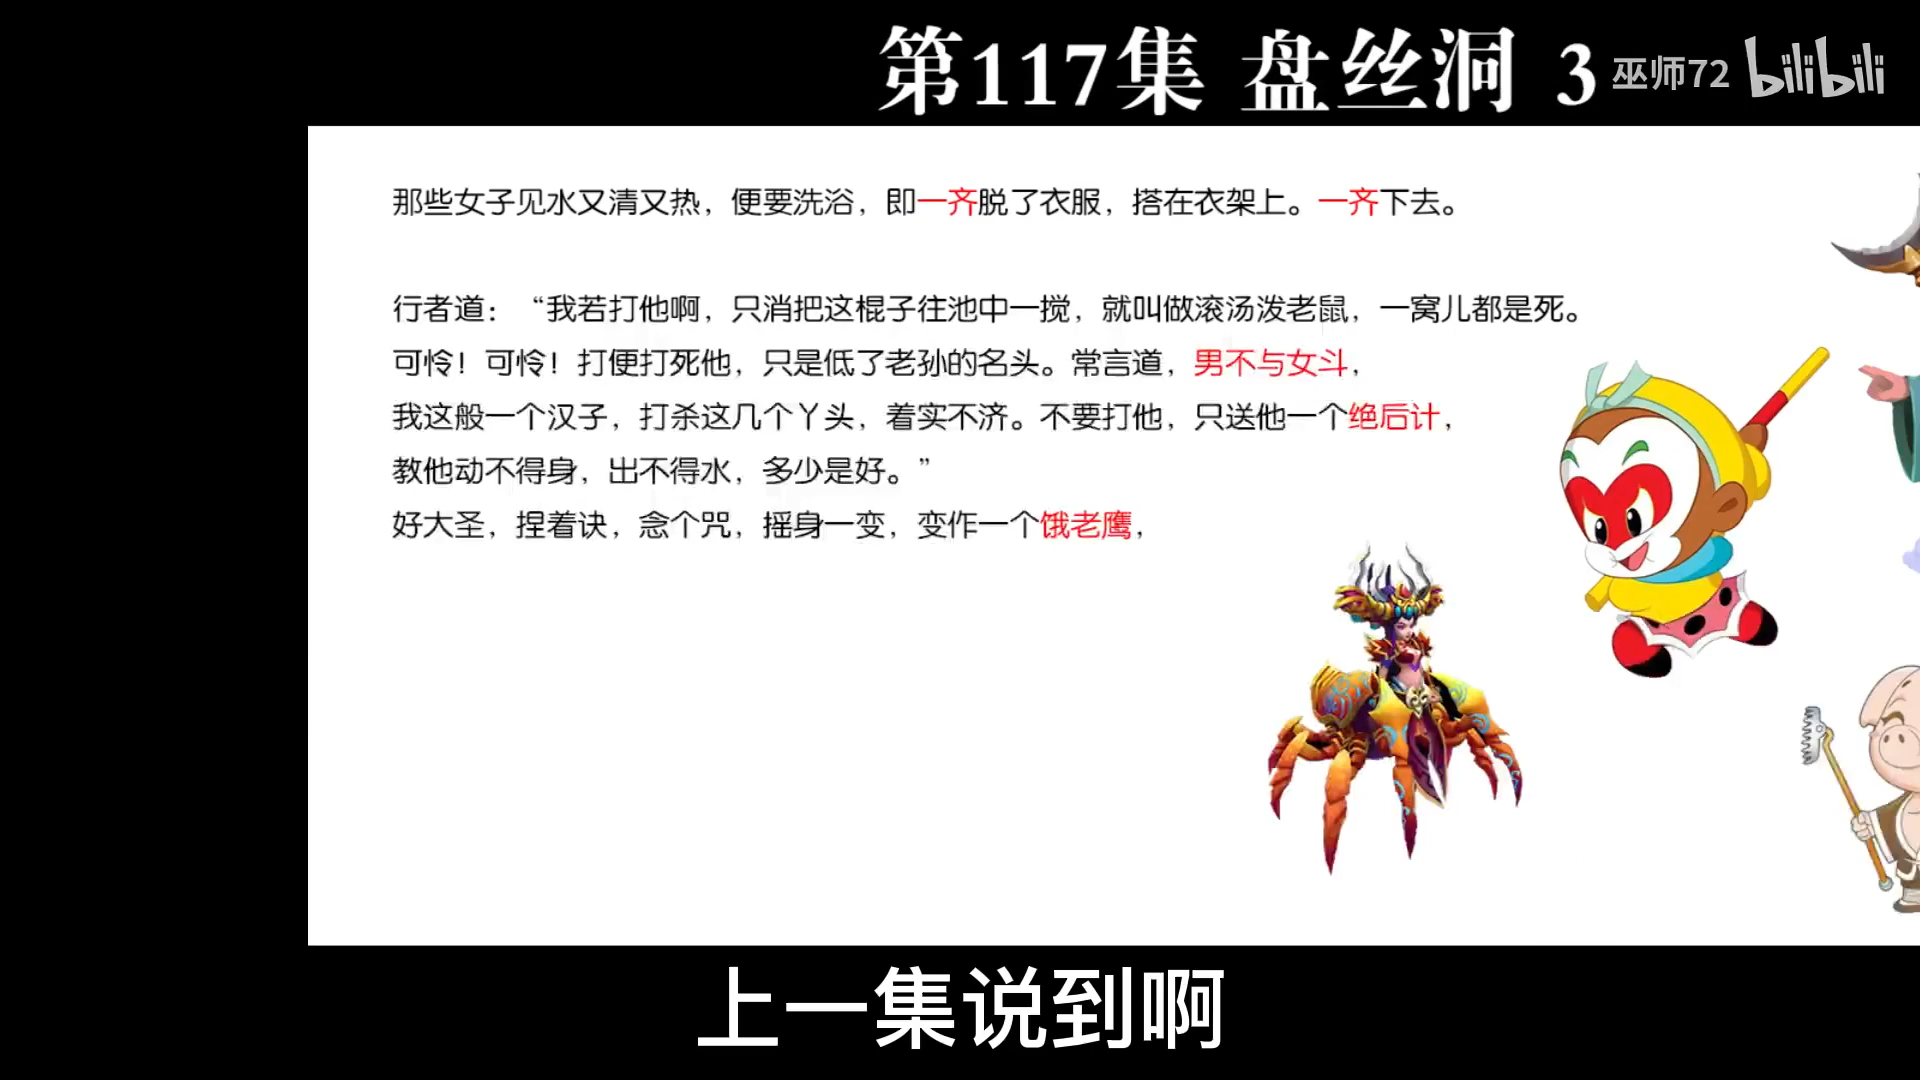 第117集 盘丝洞 3
巫师72 bilibili
那些女子见水又清又热，便要洗浴，即一齐脱了衣服，搭在衣架上。一齐下去。
行者道：“我若打他啊，只消把这棍子往池中一搅，就叫做滚汤泼老鼠，一窝儿都是死。
可怜！可怜！打便打死他，只是低了老孙的名头。常言道，男不与女斗，
我这般一个汉子，打杀这几个丫头，着实不济。不要打他，只送他一个绝后计，
教他动不得身，出不得水，多少是好。”
好大圣，捏着诀，念个咒，摇身一变，变作一个饿老鹰，
上一集说到啊